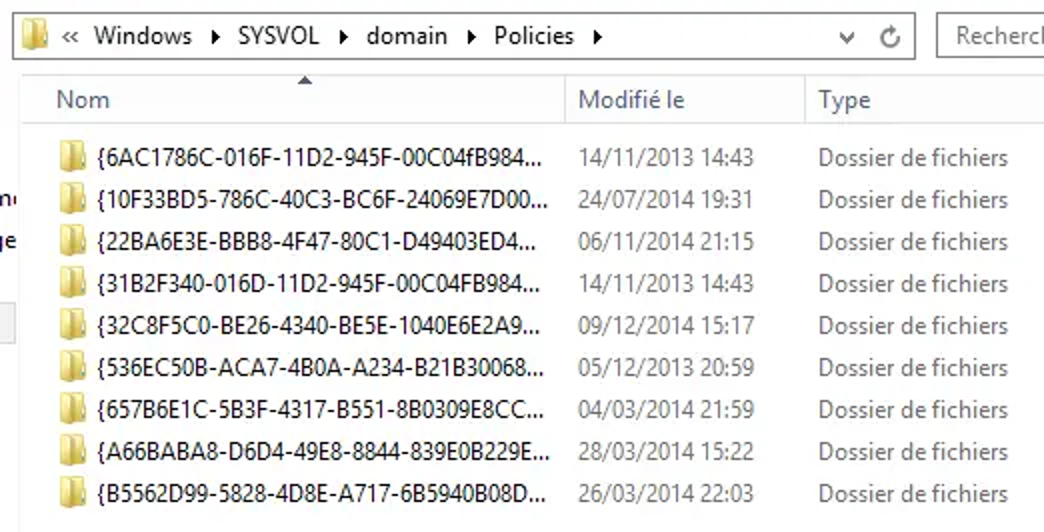 « Windows ▸ SYSVOL ▸ domain ▸ Policies ▸
Nom Modifié le Type
{6AC1786C-016F-11D2-945F-00C04fB984... 14/11/2013 14:43 Dossier de fichiers
{10F33BD5-786C-40C3-BC6F-24069E7D00... 24/07/2014 19:31 Dossier de fichiers
{22BA6E3E-BBB8-4F47-80C1-D49403ED4... 06/11/2014 21:15 Dossier de fichiers
{31B2F340-016D-11D2-945F-00C04FB984... 14/11/2013 14:43 Dossier de fichiers
{32C8F5C0-BE26-4340-BE5E-1040E6E2A9... 09/12/2014 15:17 Dossier de fichiers
{536EC50B-ACA7-4B0A-A234-B21B30068... 05/12/2013 20:59 Dossier de fichiers
{657B6E1C-5B3F-4317-B551-8B0309E8CC... 04/03/2014 21:59 Dossier de fichiers
{A66BABA8-D6D4-49E8-8844-839E0B229E... 28/03/2014 15:22 Dossier de fichiers
{B5562D99-5828-4D8E-A717-6B5940B08D... 26/03/2014 22:03 Dossier de fichiers